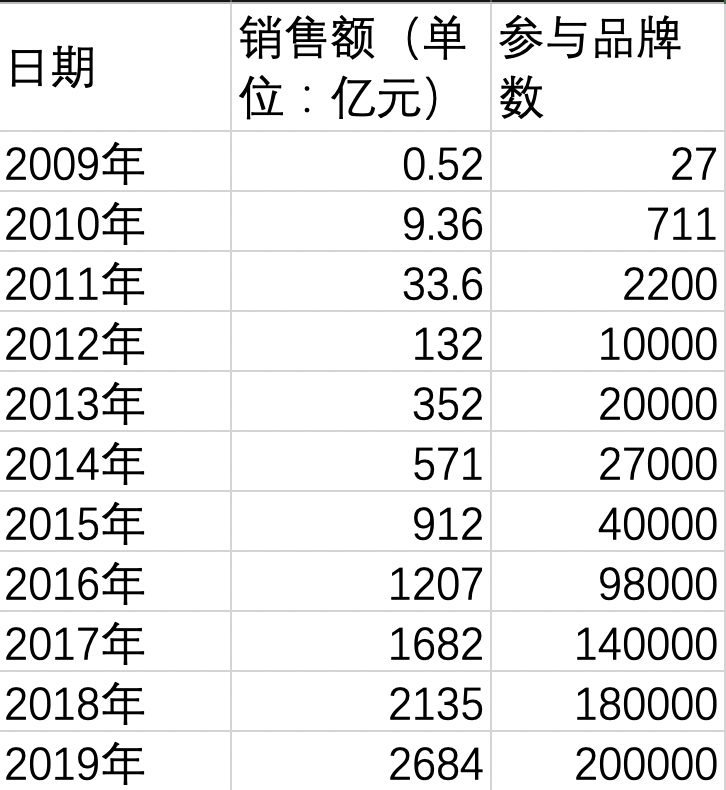 日期 销售额（单位：亿元） 参与品牌数
2009年 0.52 27
2010年 9.36 711
2011年 33.6 2200
2012年 132 10000
2013年 352 20000
2014年 571 27000
2015年 912 40000
2016年 1207 98000
2017年 1682 140000
2018年 2135 180000
2019年 2684 200000